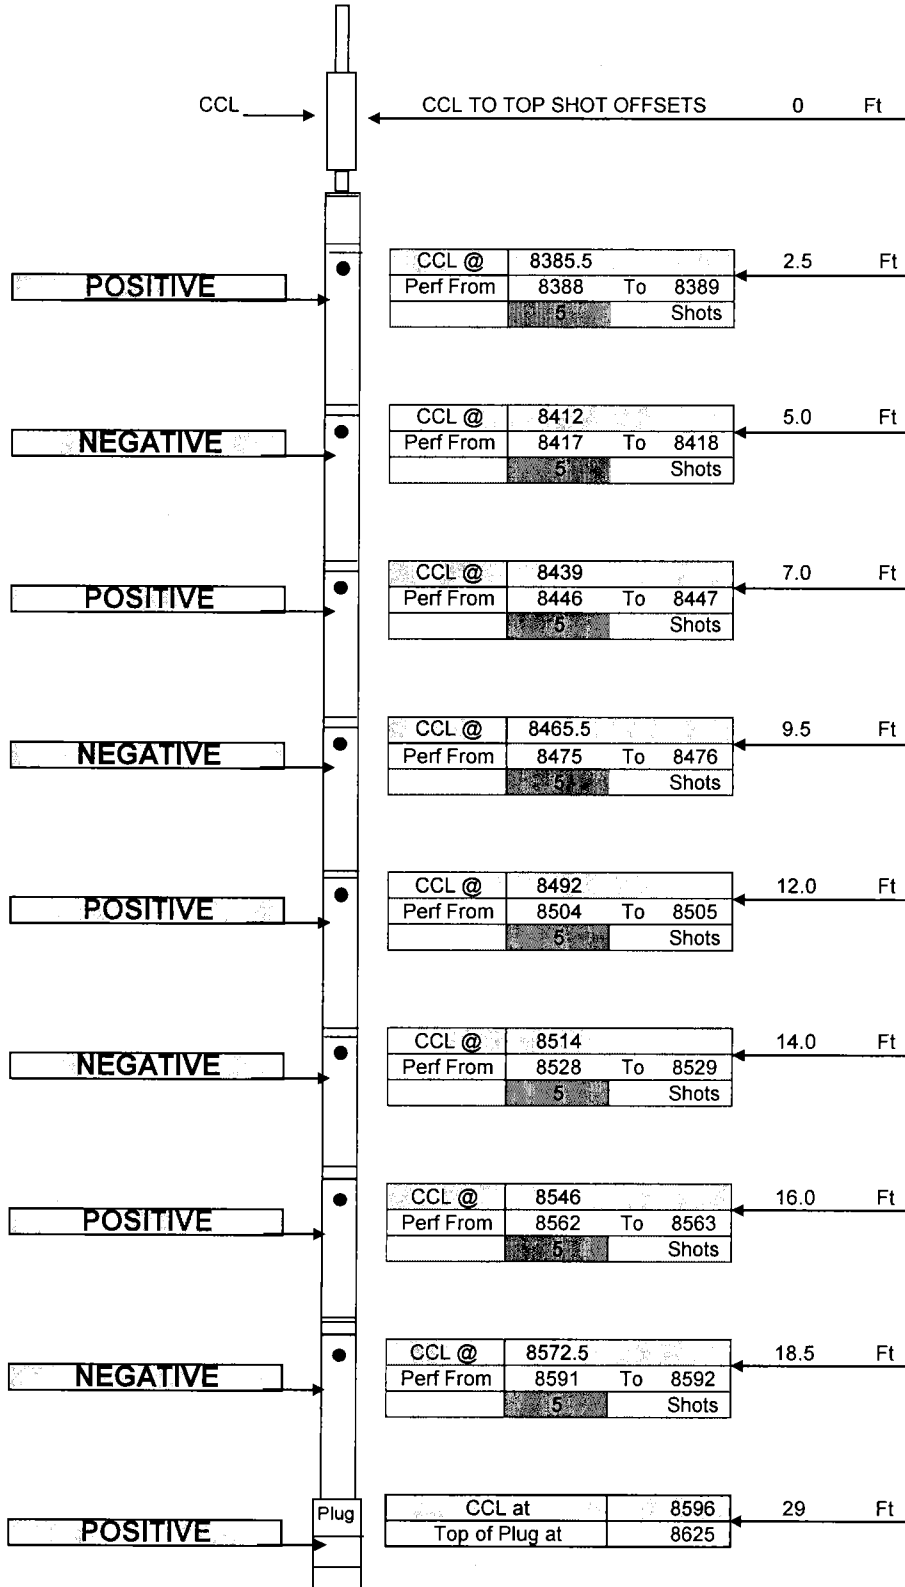 CCL CCL TO TOP SHOT OFFSETS 0 Ft
CCL @ 8385.5 2.5 Ft
POSITIVE Perf From 8388 To 8389
5 Shots
CCL @ 8412 5.0 Ft
NEGATIVE Perf From 8417 To 8418
5 Shots
CCL @ 8439 7.0 Ft
POSITIVE Perf From 8446 To 8447
5 Shots
CCL @ 8465.5 9.5 Ft
NEGATIVE Perf From 8475 To 8476
5 Shots
CCL @ 8492 12.0 Ft
POSITIVE Perf From 8504 To 8505
5 Shots
CCL @ 8514 14.0 Ft
NEGATIVE Perf From 8528 To 8529
5 Shots
CCL @ 8546 16.0 Ft
POSITIVE Perf From 8562 To 8563
5 Shots
CCL @ 8572.5 18.5 Ft
NEGATIVE Perf From 8591 To 8592
5 Shots
Plug CCL at 8596 29 Ft
POSITIVE Top of Plug at 8625